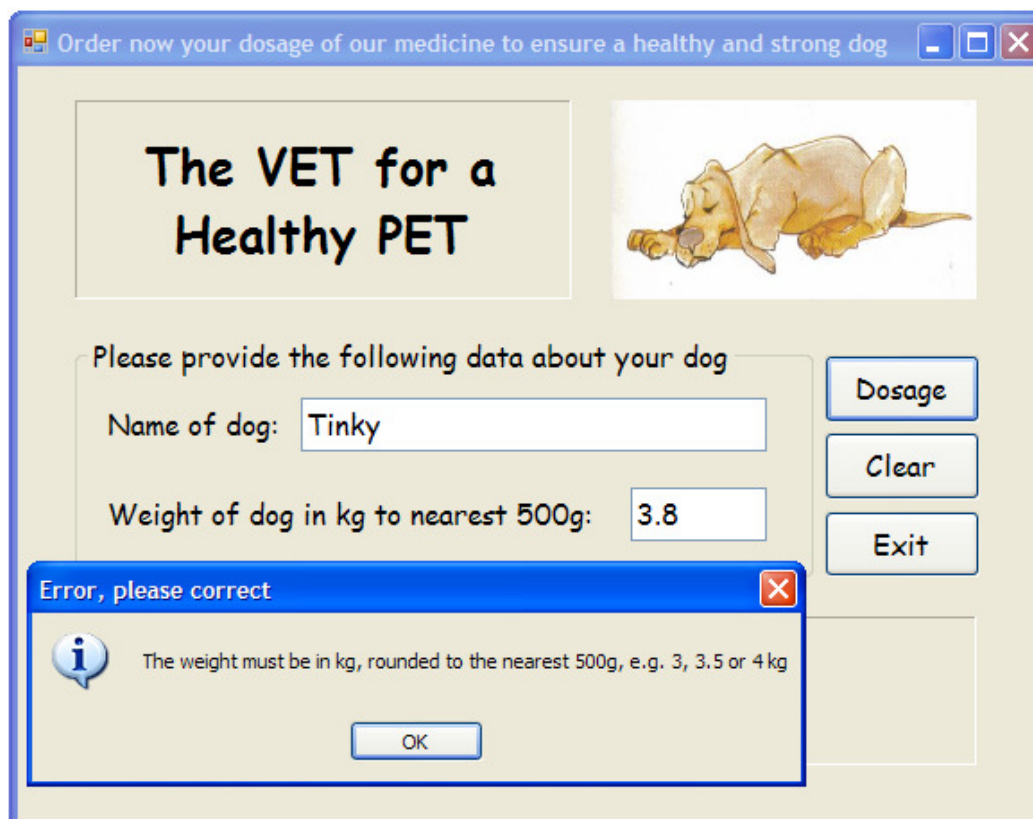 Order now your dosage of our medicine to ensure a healthy and strong dog
The VET for a
Healthy PET
Please provide the following data about your dog
Name of dog: Tinky
Weight of dog in kg to nearest 500g: 3.8
Dosage
Clear
Exit
Error, please correct
The weight must be in kg, rounded to the nearest 500g, e.g. 3, 3.5 or 4 kg
OK